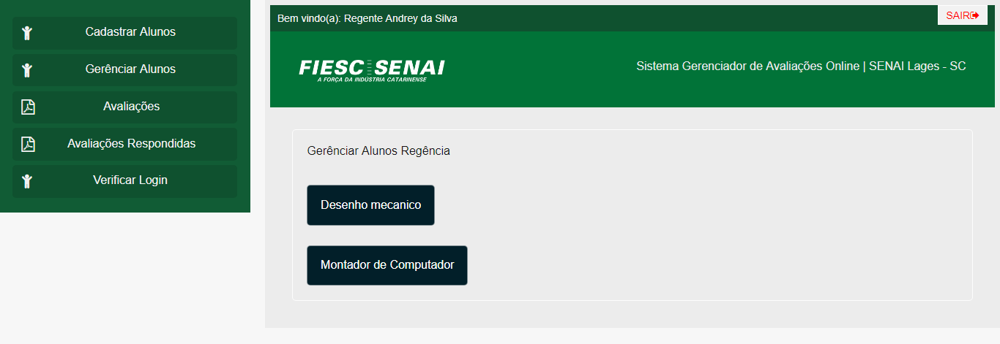 Cadastrar Alunos
Gerênciar Alunos
Avaliações
Avaliações Respondidas
Verificar Login
Bem vindo(a): Regente Andrey da Silva
SAIR
FIESC SENAI
A FORÇA DA INDÚSTRIA CATARINENSE
Sistema Gerenciador de Avaliações Online | SENAI Lages - SC
Gerênciar Alunos Regência
Desenho mecanico
Montador de Computador